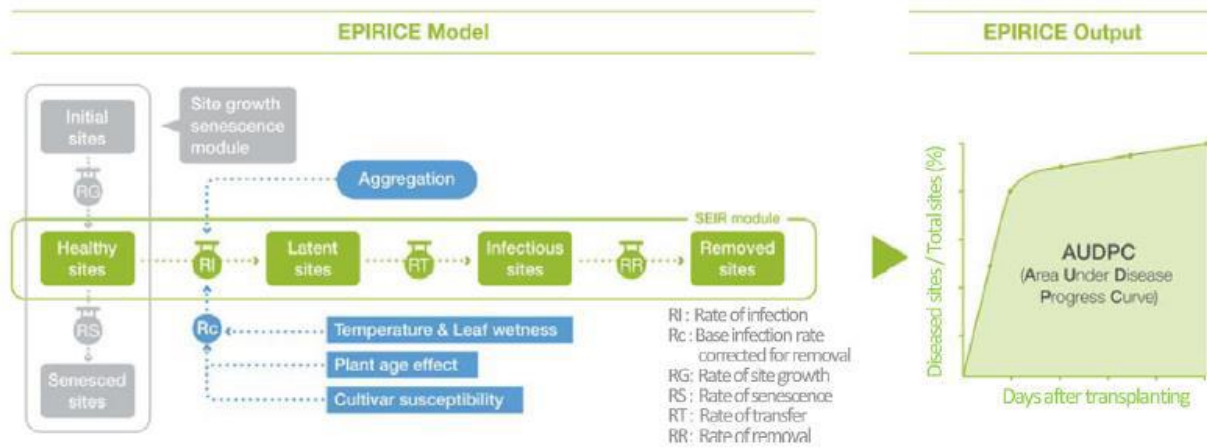 EPIRICE Model
EPIRICE Output
Initial
sites
Site growth
senescence
module
RG
Aggregation
SEIR module
Healthy
sites
RI
Latent
sites
RT
Infectious
sites
RR
Removed
sites
RS
Rc
Temperature & Leaf wetness
Plant age effect
Cultivar susceptibility
Senesced
sites
RI : Rate of infection
Rc : Base infection rate
corrected for removal
RG: Rate of site growth
RS : Rate of senescence
RT : Rate of transfer
RR : Rate of removal
Diseased sites / Total sites (%)
AUDPC
(Area Under Disease
Progress Curve)
Days after transplanting